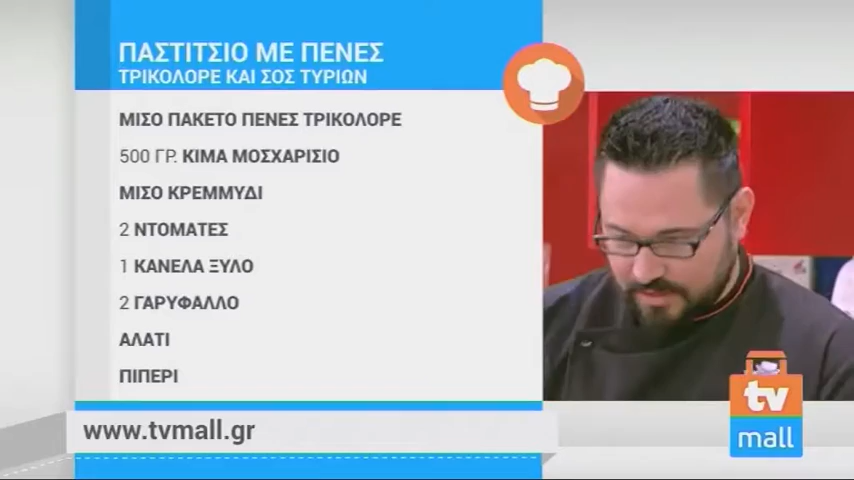 ΠΑΣΤΙΤΣΙΟ ΜΕ ΠΕΝΕΣ
ΤΡΙΚΟΛΟΡΕ ΚΑΙ ΣΟΣ ΤΥΡΙΩΝ
ΜΙΣΟ ΠΑΚΕΤΟ ΠΕΝΕΣ ΤΡΙΚΟΛΟΡΕ
500 ΓΡ. ΚΙΜΑ ΜΟΣΧΑΡΙΣΙΟ
ΜΙΣΟ ΚΡΕΜΜΥΔΙ
2 ΝΤΟΜΑΤΕΣ
1 ΚΑΝΕΛΑ ΞΥΛΟ
2 ΓΑΡΥΦΑΛΛΟ
ΑΛΑΤΙ
ΠΙΠΕΡΙ
www.tvmall.gr
tv
mall